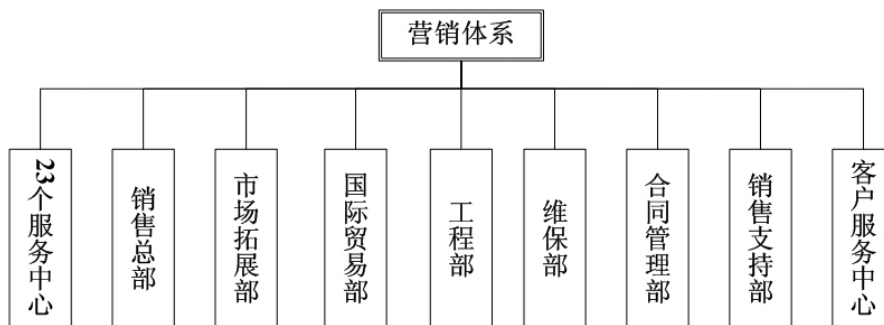 营销体系
23个服务中心
销售总部
市场拓展部
国际贸易部
工程部
维保部
合同管理部
销售支持部
客户服务中心